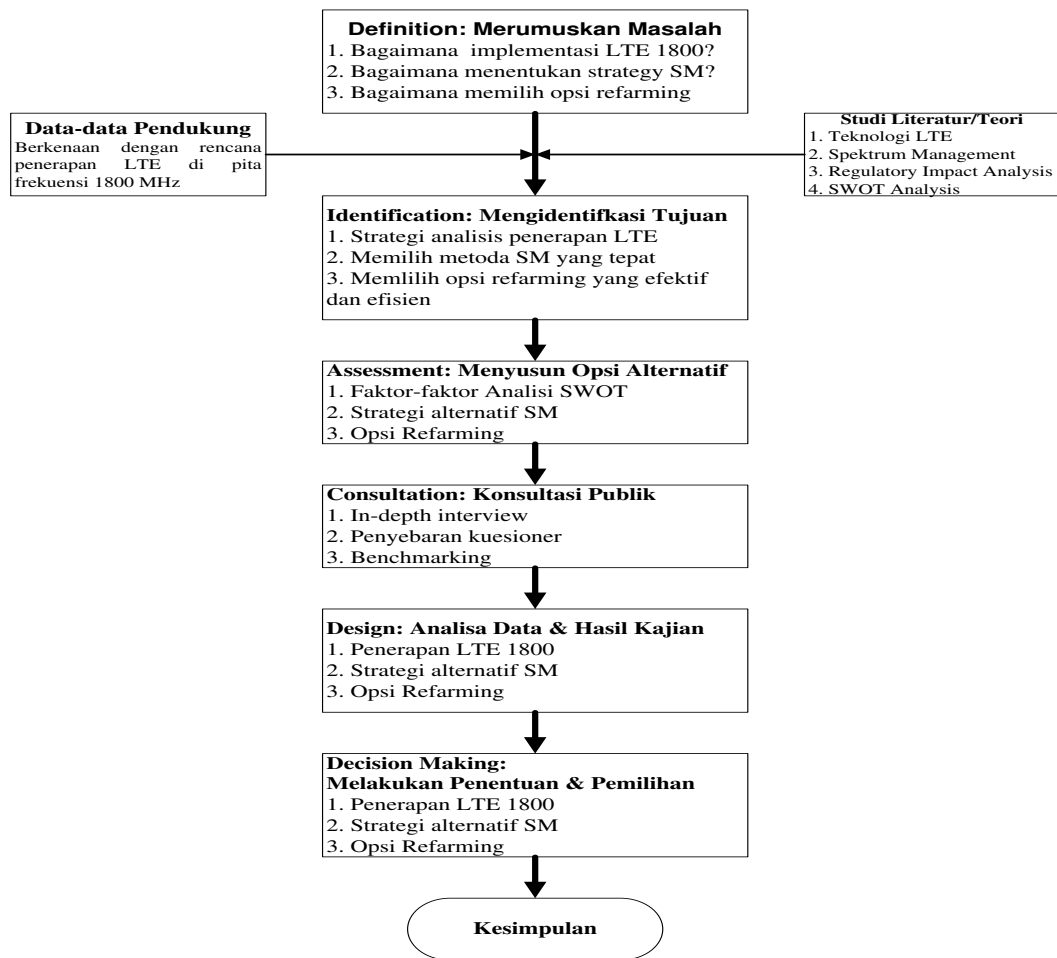 Definition: Merumuskan Masalah
1. Bagaimana implementasi LTE 1800?
2. Bagaimana menentukan strategy SM?
3. Bagaimana memilih opsi refarming
Data-data Pendukung
Berkenaan dengan rencana
penerapan LTE di pita
frekuensi 1800 MHz
Studi Literatur/Teori
1. Teknologi LTE
2. Spektrum Management
3. Regulatory Impact Analysis
4. SWOT Analysis
Identification: Mengidentifkasi Tujuan
1. Strategi analisis penerapan LTE
2. Memilih metoda SM yang tepat
3. Memlilih opsi refarming yang efektif
dan efisien
Assessment: Menyusun Opsi Alternatif
1. Faktor-faktor Analisi SWOT
2. Strategi alternatif SM
3. Opsi Refarming
Consultation: Konsultasi Publik
1. In-depth interview
2. Penyebaran kuesioner
3. Benchmarking
Design: Analisa Data & Hasil Kajian
1. Penerapan LTE 1800
2. Strategi alternatif SM
3. Opsi Refarming
Decision Making:
Melakukan Penentuan & Pemilihan
1. Penerapan LTE 1800
2. Strategi alternatif SM
3. Opsi Refarming
Kesimpulan